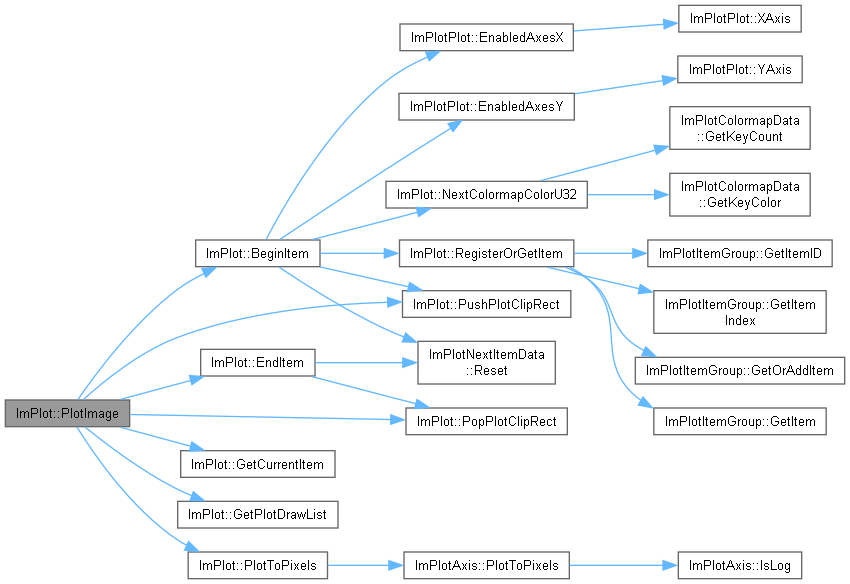 ImPlotPlot::XAxis
ImPlotPlot::EnabledAxesX
ImPlotPlot::YAxis
ImPlotPlot::EnabledAxesY
ImPlotColormapData
::GetKeyCount
ImPlot::NextColormapColorU32
ImPlotColormapData
::GetKeyColor
ImPlot::BeginItem
ImPlot::RegisterOrGetItem
ImPlotItemGroup::GetItemID
ImPlot::PushPlotClipRect
ImPlotItemGroup::GetItem
Index
ImPlot::EndItem
ImPlotNextItemData
::Reset
ImPlotItemGroup::GetOrAddItem
ImPlot::PlotImage
ImPlot::PopPlotClipRect
ImPlotItemGroup::GetItem
ImPlot::GetCurrentItem
ImPlot::GetPlotDrawList
ImPlot::PlotToPixels
ImPlotAxis::PlotToPixels
ImPlotAxis::IsLog